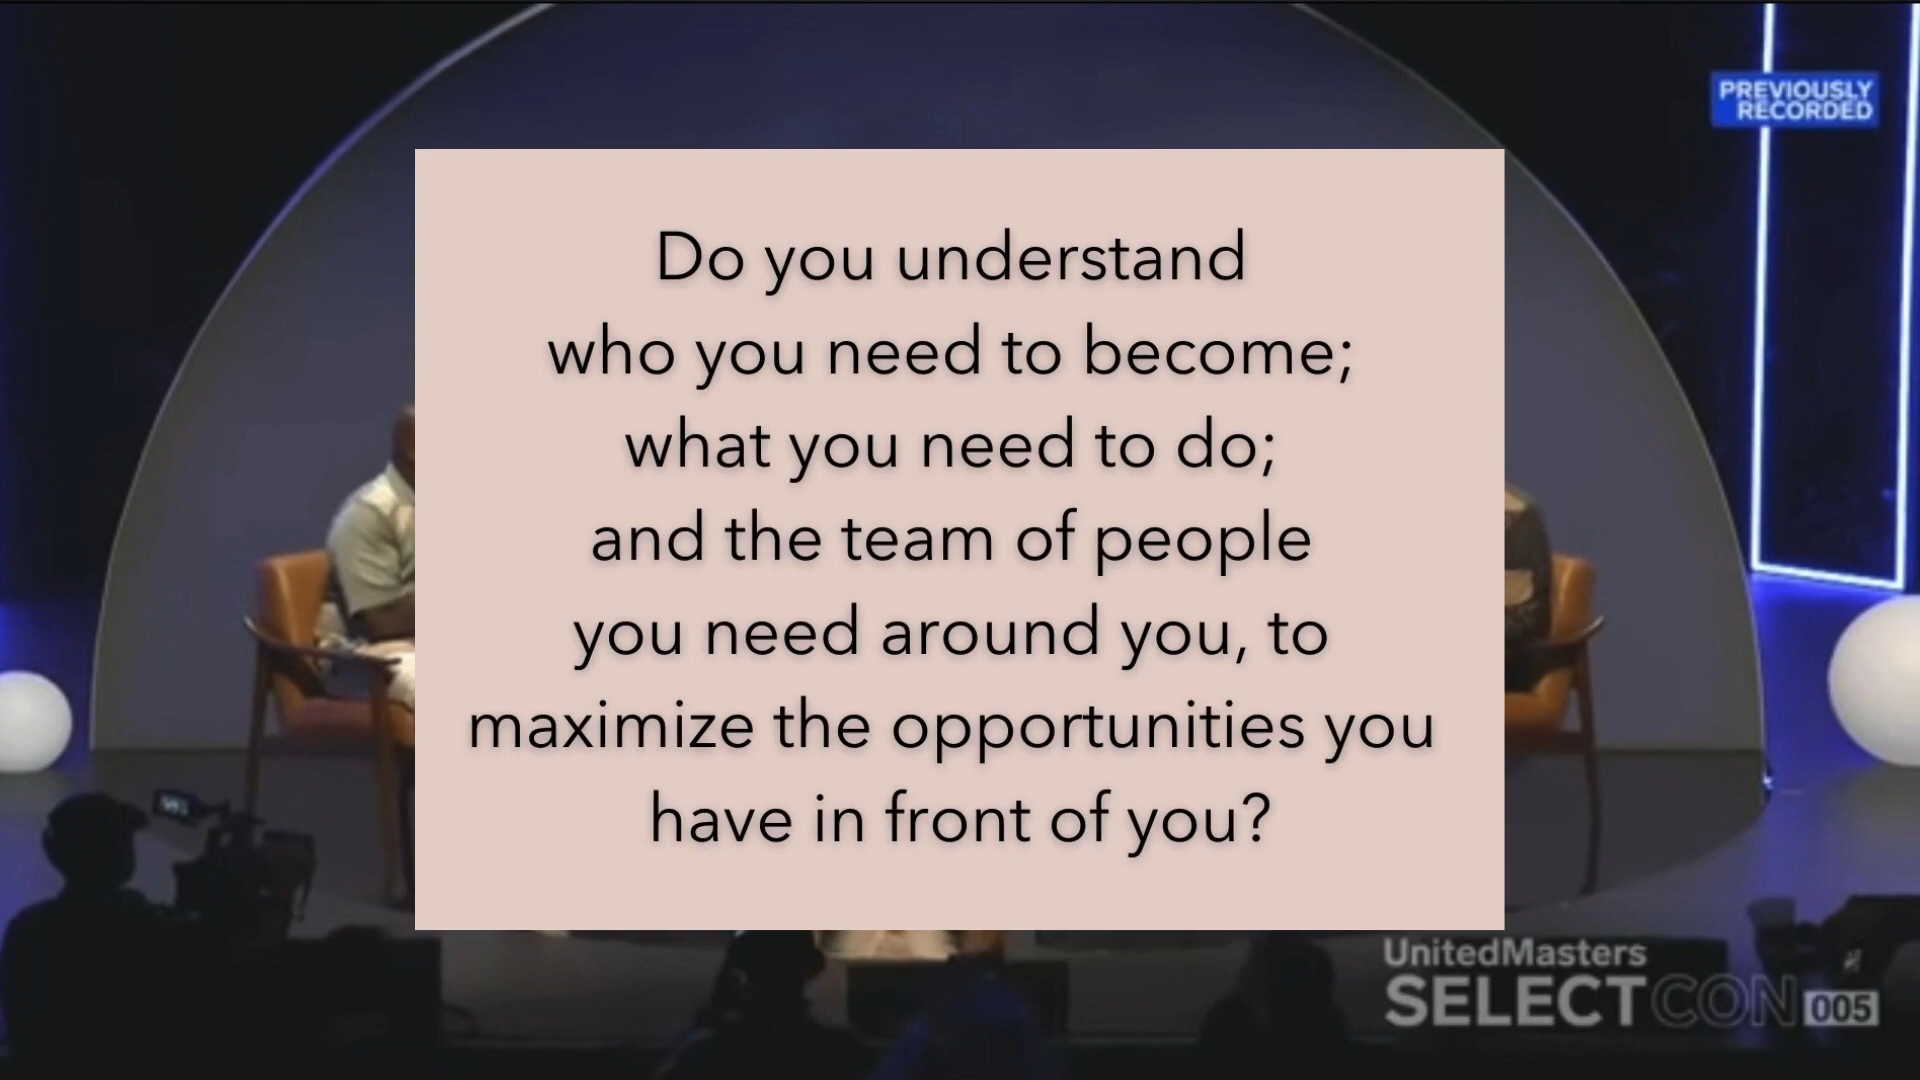 PREVIOUSLY
RECORDED
Do you understand
who you need to become;
what you need to do;
and the team of people
you need around you, to
maximize the opportunities you
have in front of you?
UnitedMasters
SELECTCON 005